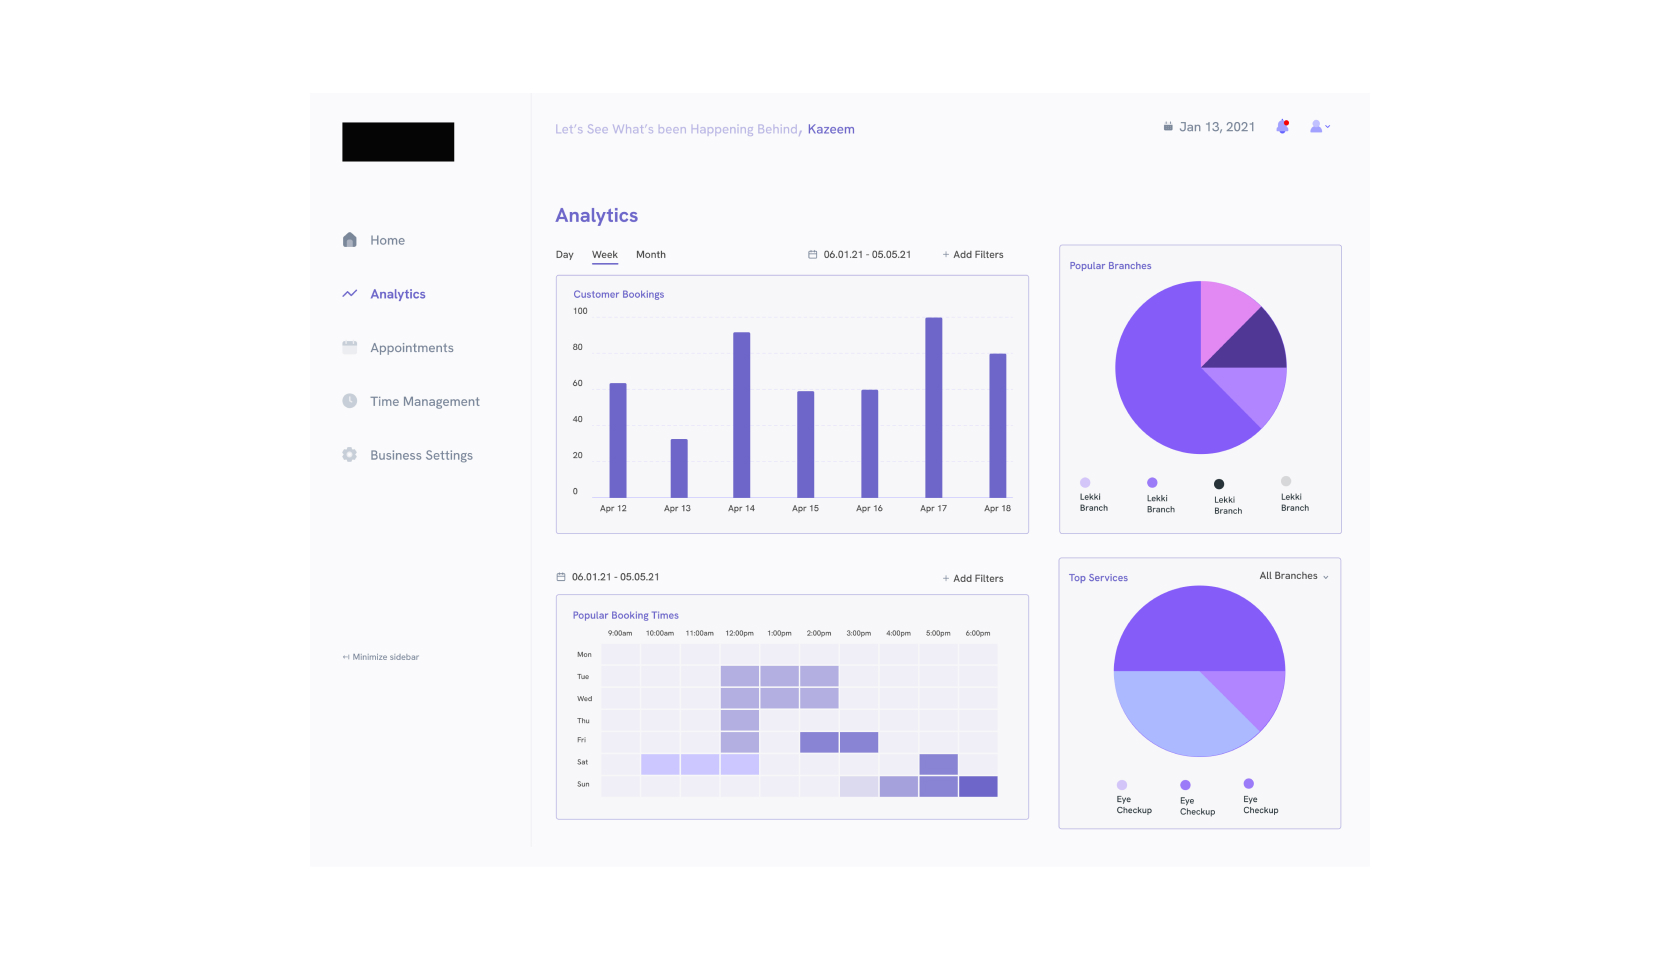 Let's See What's been Happening Behind, Kazeem
Jan 13, 2021
Home
Analytics
Appointments
Time Management
Business Settings
↤ Minimize sidebar
Analytics
Day Week Month
06.01.21 - 05.05.21
+ Add Filters
Customer Bookings
100
80
60
40
20
0
Apr 12 Apr 13 Apr 14 Apr 15 Apr 16 Apr 17 Apr 18
Popular Branches
Lekki
Branch
Lekki
Branch
Lekki
Branch
Lekki
Branch
06.01.21 - 05.05.21
+ Add Filters
Popular Booking Times
9:00am 10:00am 11:00am 12:00pm 1:00pm 2:00pm 3:00pm 4:00pm 5:00pm 6:00pm
Mon
Tue
Wed
Thu
Fri
Sat
Sun
Top Services
All Branches
Eye
Checkup
Eye
Checkup
Eye
Checkup